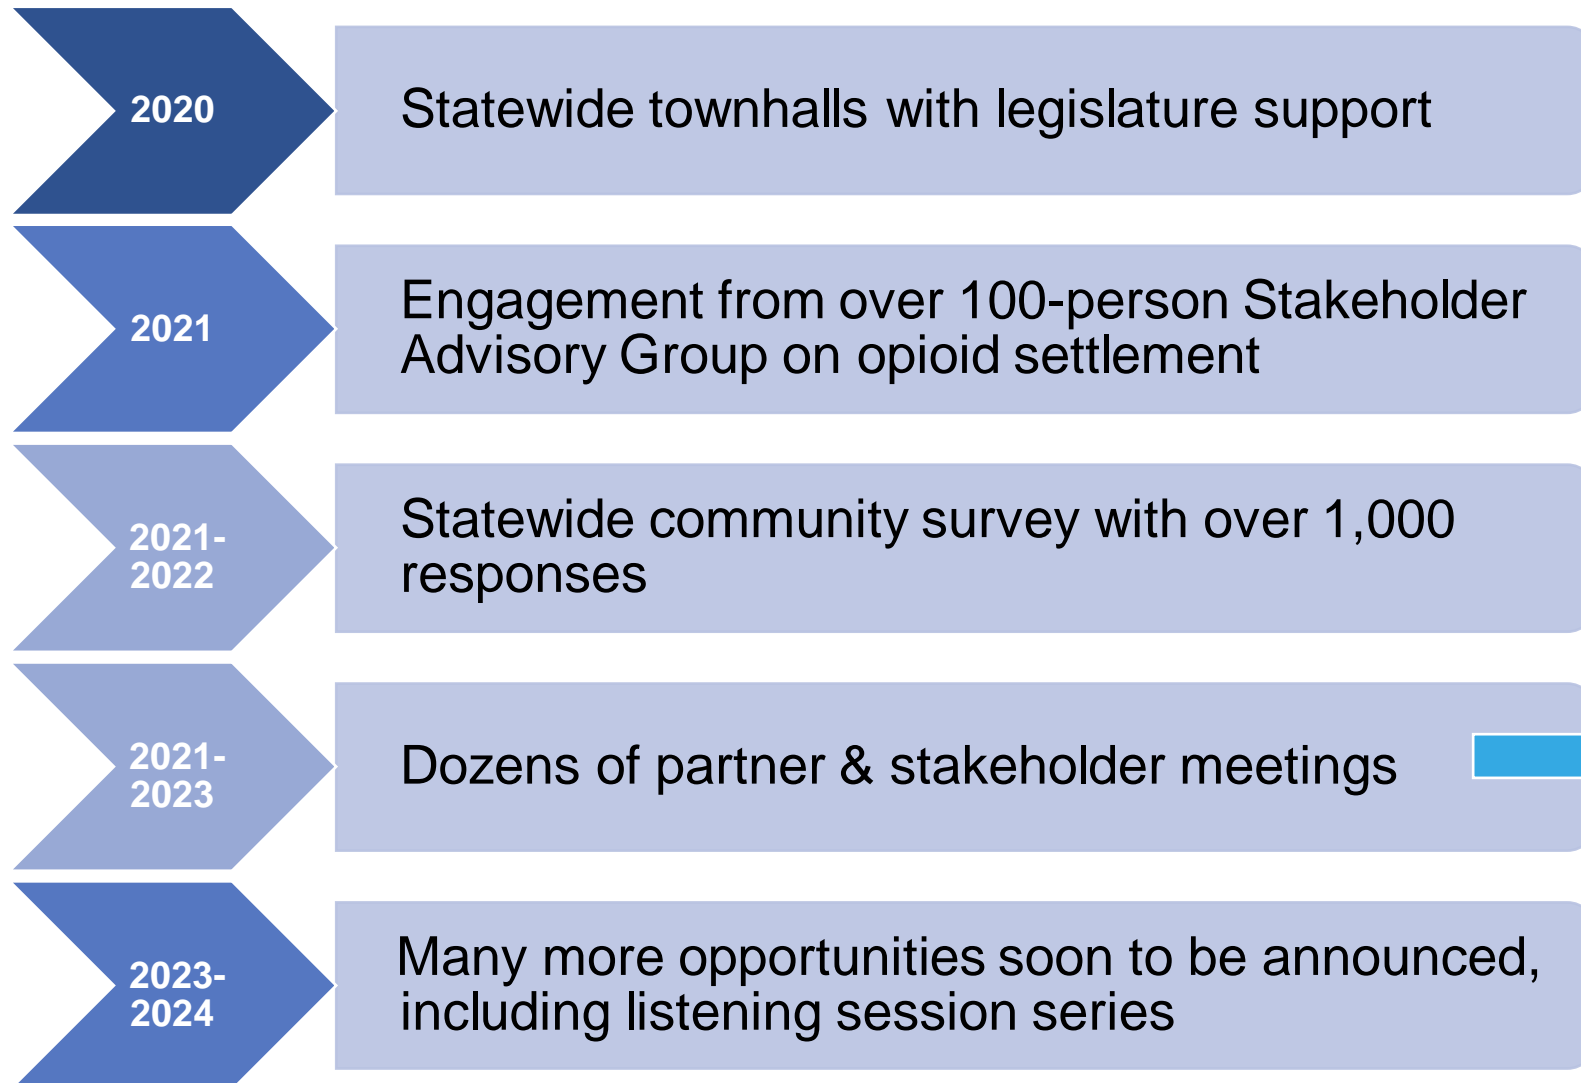 2020
Statewide townhalls with legislature support
2021
Engagement from over 100-person Stakeholder
Advisory Group on opioid settlement
2021-
2022
Statewide community survey with over 1,000
responses
2021-
2023
Dozens of partner & stakeholder meetings
2023-
2024
Many more opportunities soon to be announced,
including listening session series